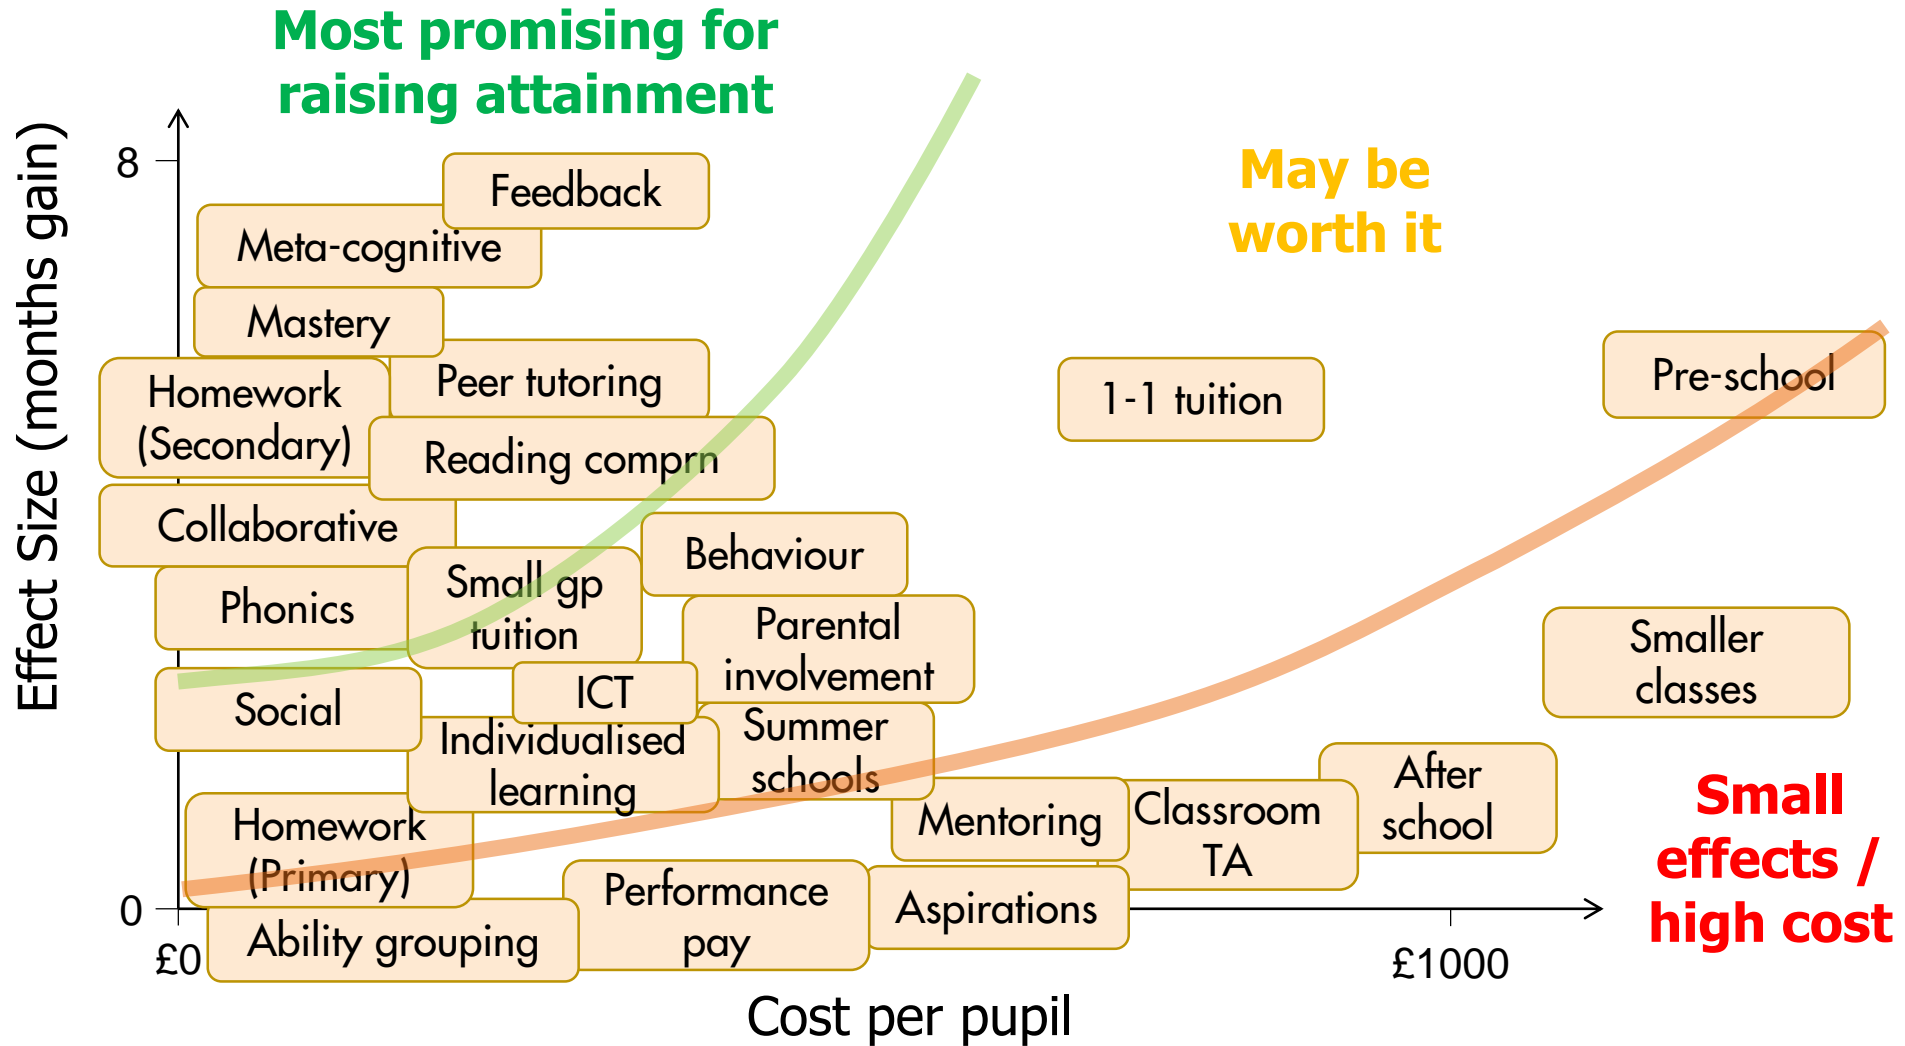 Most promising for
raising attainment
May be
worth it
Small
effects /
high cost
Effect Size (months gain)
8
0
£0
£1000
Cost per pupil
Feedback
Meta-cognitive
Mastery
Homework
(Secondary)
Peer tutoring
Reading comprn
Collaborative
Phonics
Small gp
tuition
Behaviour
Parental
involvement
Social
ICT
Individualised
learning
Summer
schools
1-1 tuition
Pre-school
Smaller
classes
After
school
Classroom
TA
Mentoring
Homework
(Primary)
Performance
pay
Aspirations
Ability grouping